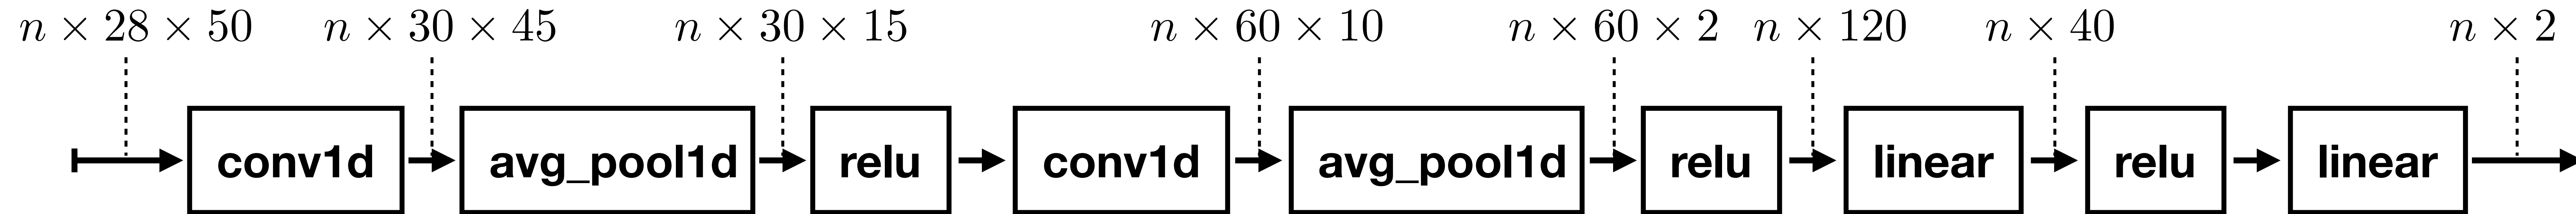 n × 28 × 50 n × 30 × 45 n × 30 × 15 n × 60 × 10 n × 60 × 2 n × 120 n × 40 n × 2
conv1d avg_pool1d relu conv1d avg_pool1d relu linear relu linear